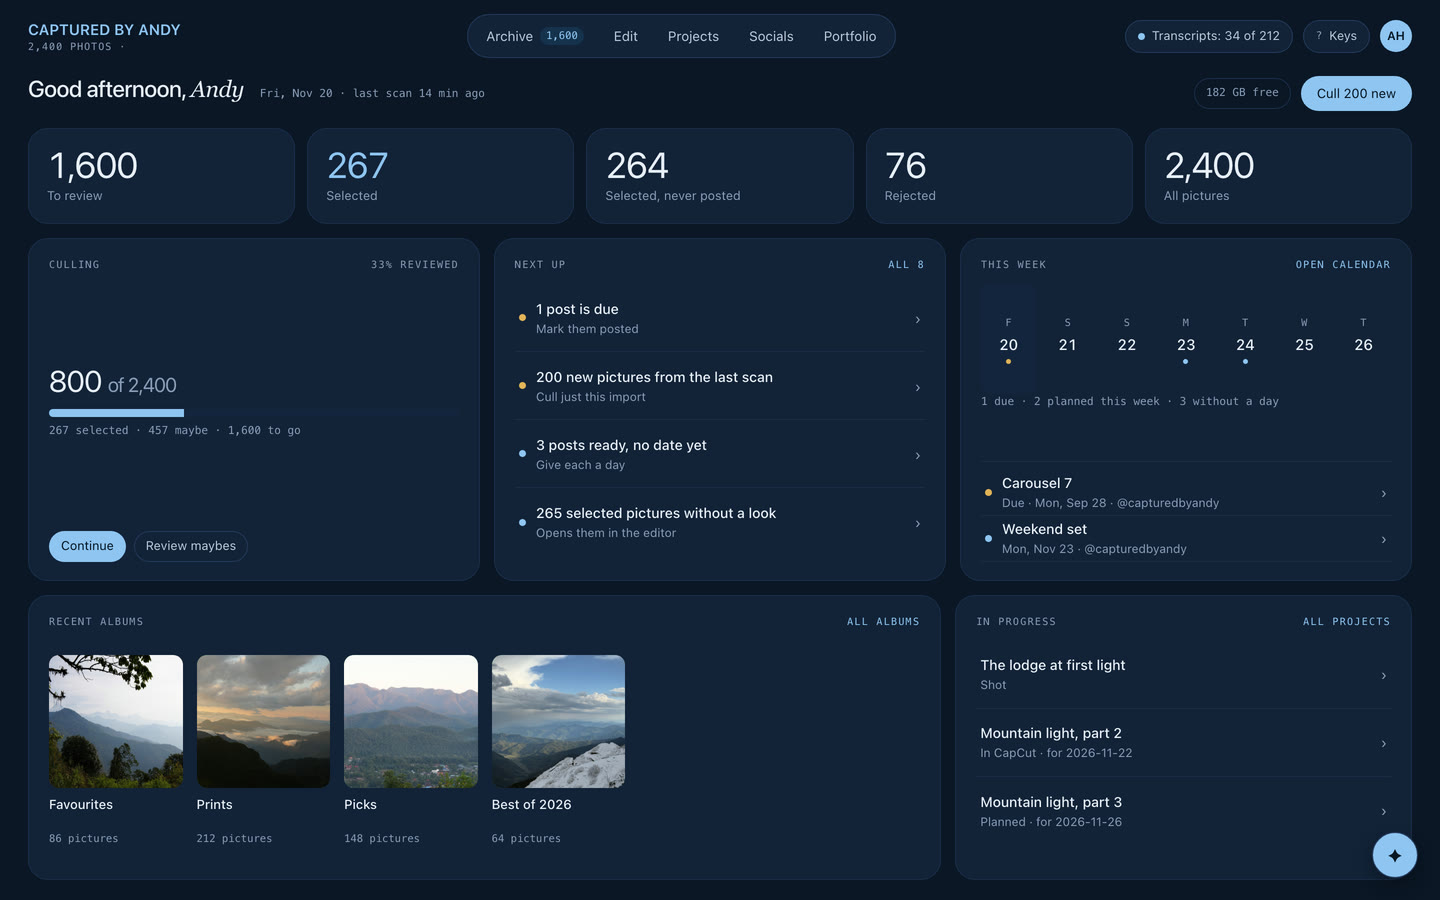 CAPTURED BY ANDY
2,400 PHOTOS ·
Archive 1,600 Edit Projects Socials Portfolio
Transcripts: 34 of 212
? Keys
AH
Good afternoon, Andy
Fri, Nov 20 · last scan 14 min ago
182 GB free
Cull 200 new
1,600
To review
267
Selected
264
Selected, never posted
76
Rejected
2,400
All pictures
CULLING
33% REVIEWED
800 of 2,400
267 selected · 457 maybe · 1,600 to go
Continue
Review maybes
NEXT UP
ALL 8
1 post is due
Mark them posted
200 new pictures from the last scan
Cull just this import
3 posts ready, no date yet
Give each a day
265 selected pictures without a look
Opens them in the editor
THIS WEEK
OPEN CALENDAR
F S S M T W T
20 21 22 23 24 25 26
1 due · 2 planned this week · 3 without a day
Carousel 7
Due · Mon, Sep 28 · @capturedbyandy
Weekend set
Mon, Nov 23 · @capturedbyandy
RECENT ALBUMS
ALL ALBUMS
Favourites
86 pictures
Prints
212 pictures
Picks
148 pictures
Best of 2026
64 pictures
IN PROGRESS
ALL PROJECTS
The lodge at first light
Shot
Mountain light, part 2
In CapCut · for 2026-11-22
Mountain light, part 3
Planned · for 2026-11-26